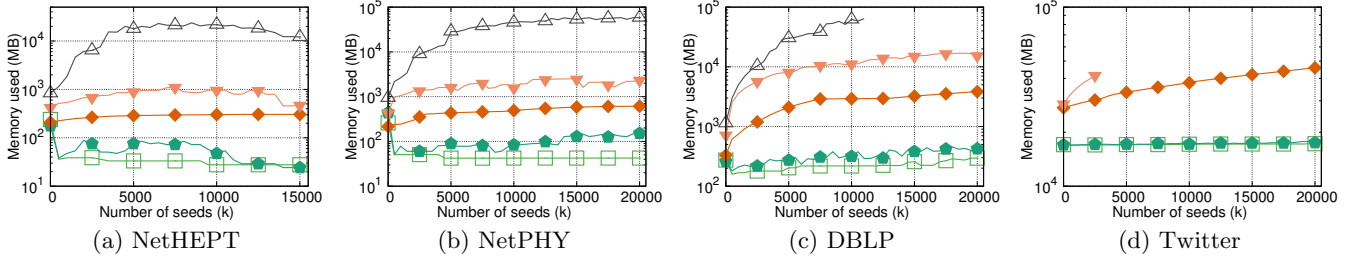 Memory used (MB)
10^4
10^3
10^2
10^1
0 5000 10000 15000
Number of seeds (k)
(a) NetHEPT
Memory used (MB)
10^5
10^4
10^3
10^2
10^1
0 5000 10000 15000 20000
Number of seeds (k)
(b) NetPHY
Memory used (MB)
10^5
10^4
10^3
10^2
0 5000 10000 15000 20000
Number of seeds (k)
(c) DBLP
Memory used (MB)
10^5
10^4
0 5000 10000 15000 20000
Number of seeds (k)
(d) Twitter